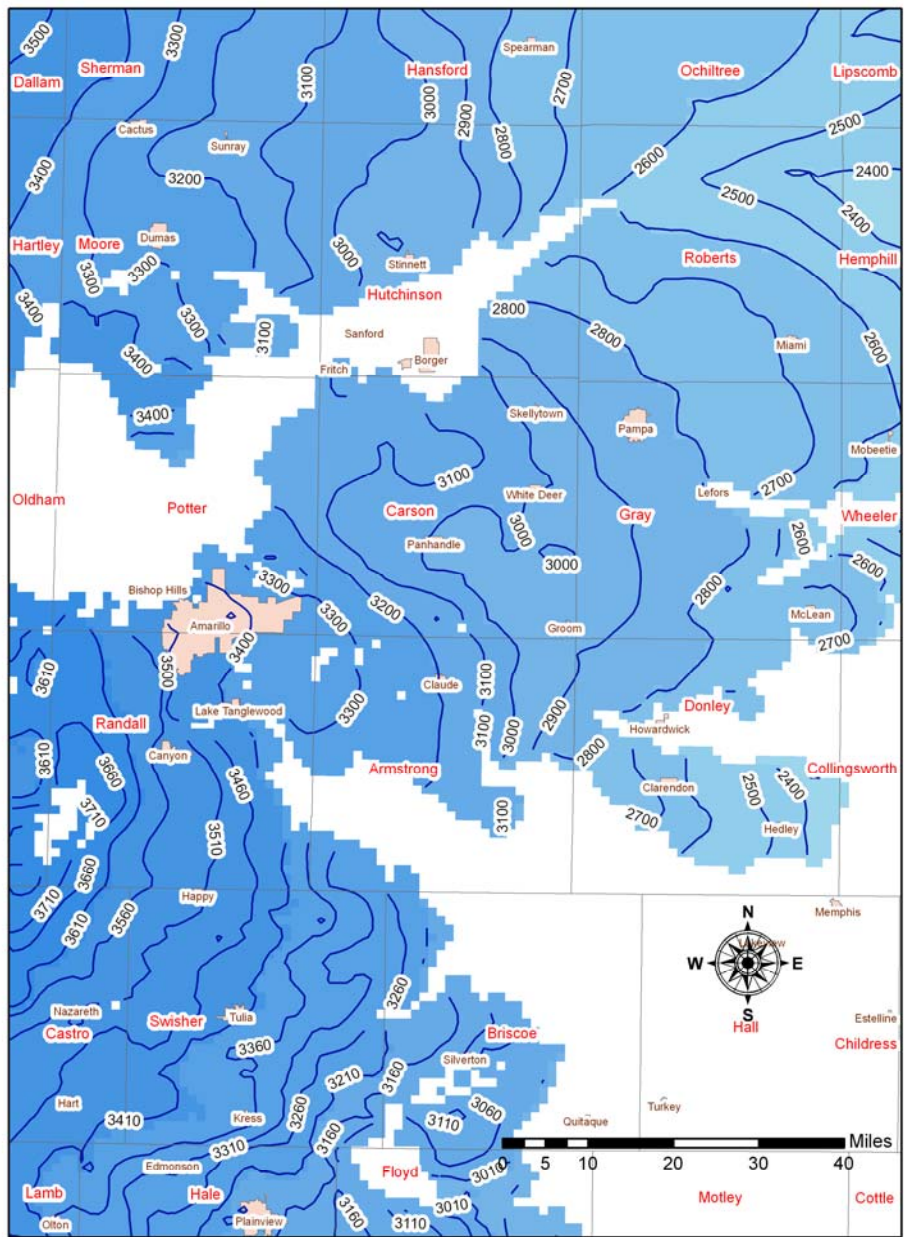 3500
3300
Spearman
Sherman
Hansford
Ochiltree
Lipscomb
Dallam
3100
3000
2700
2900
2800
2500
Cactus
Sunray
2600
3400
3200
2400
2500
Dumas
2400
Hartley
Moore
3300
3000
Stinnett
Roberts
Hemphill
3300
3400
Hutchinson
3300
2800
3100
Sanford
2800
Miami
2600
3400
Borger
Fritch
3400
Skellytown
Pampa
Mobeetie
3100
2700
Oldham
Potter
Carson
White Deer
Lefors
Gray
Wheeler
3000
2600
Panhandle
3000
2600
3300
2800
Bishop Hills
3200
3300
McLean
Amarillo
Groom
2700
3400
3500
3610
Claude
3100
Lake Tanglewood
3300
Donley
Randall
3100
3000
2900
Howardwick
3610
Canyon
2800
3660
3460
Armstrong
Collingsworth
Clarendon
3710
3510
3100
2700
2500
2400
Hedley
3660
3710
Happy
3610
3560
Memphis
N
W
E
S
3260
Nazareth
Swisher
Tulia
Castro
Briscoe
Hall
Estelline
Childress
3360
Silverton
3210
3160
Hart
3260
3060
3410
Kress
3110
Turkey
Quitaque
3160
3310
Miles
0
5
10
20
30
40
Edmonson
Floyd
3010
Lamb
Hale
3010
Motley
Cottle
Olton
Plainview
3160
3110